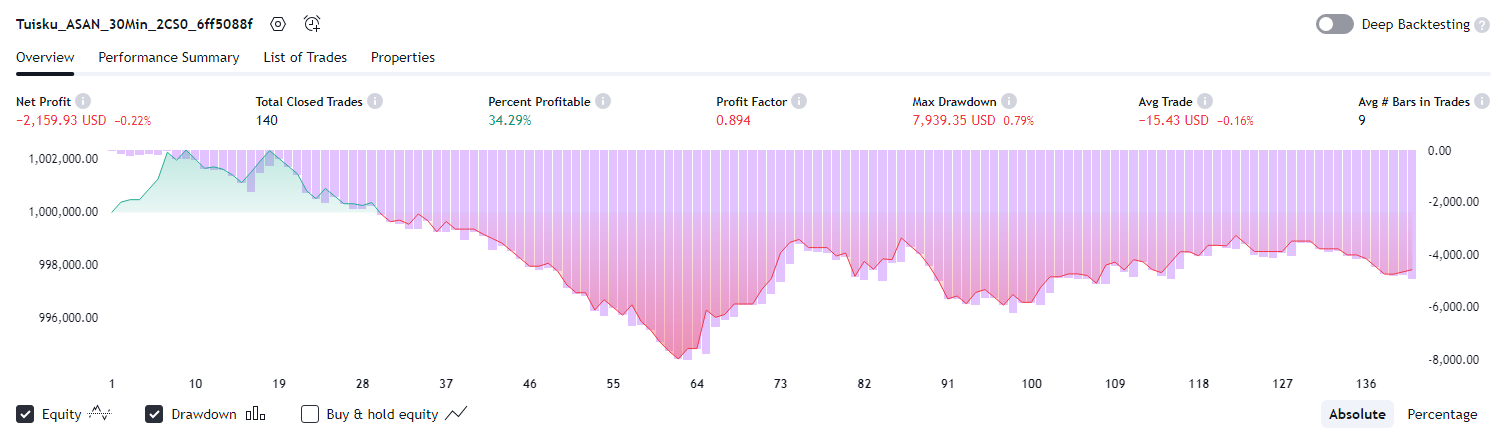 Tuisku_ASAN_30Min_2CS0_6ff5088f Deep Backtesting ?
Overview Performance Summary List of Trades Properties
Net Profit Total Closed Trades Percent Profitable Profit Factor Max Drawdown Avg Trade Avg # Bars in Trades
−2,159.93 USD −0.22% 140 34.29% 0.894 7,939.35 USD 0.79% −15.43 USD −0.16% 9
1,002,000.00 0.00
1,000,000.00 -2,000.00
998,000.00 -4,000.00
996,000.00 -6,000.00
-8,000.00
1 10 19 28 37 46 55 64 73 82 91 100 109 118 127 136
Equity Drawdown Buy & hold equity Absolute Percentage